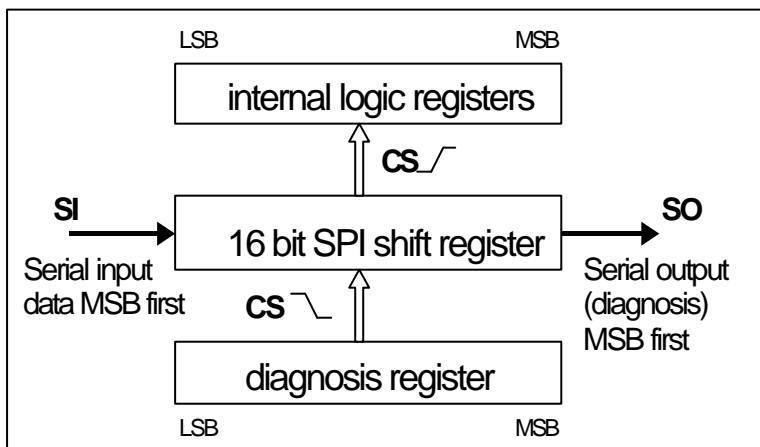 LSB MSB
internal logic registers
CS
SI
SO
16 bit SPI shift register
Serial input
data MSB first
Serial output
(diagnosis)
MSB first
CS
diagnosis register
LSB MSB